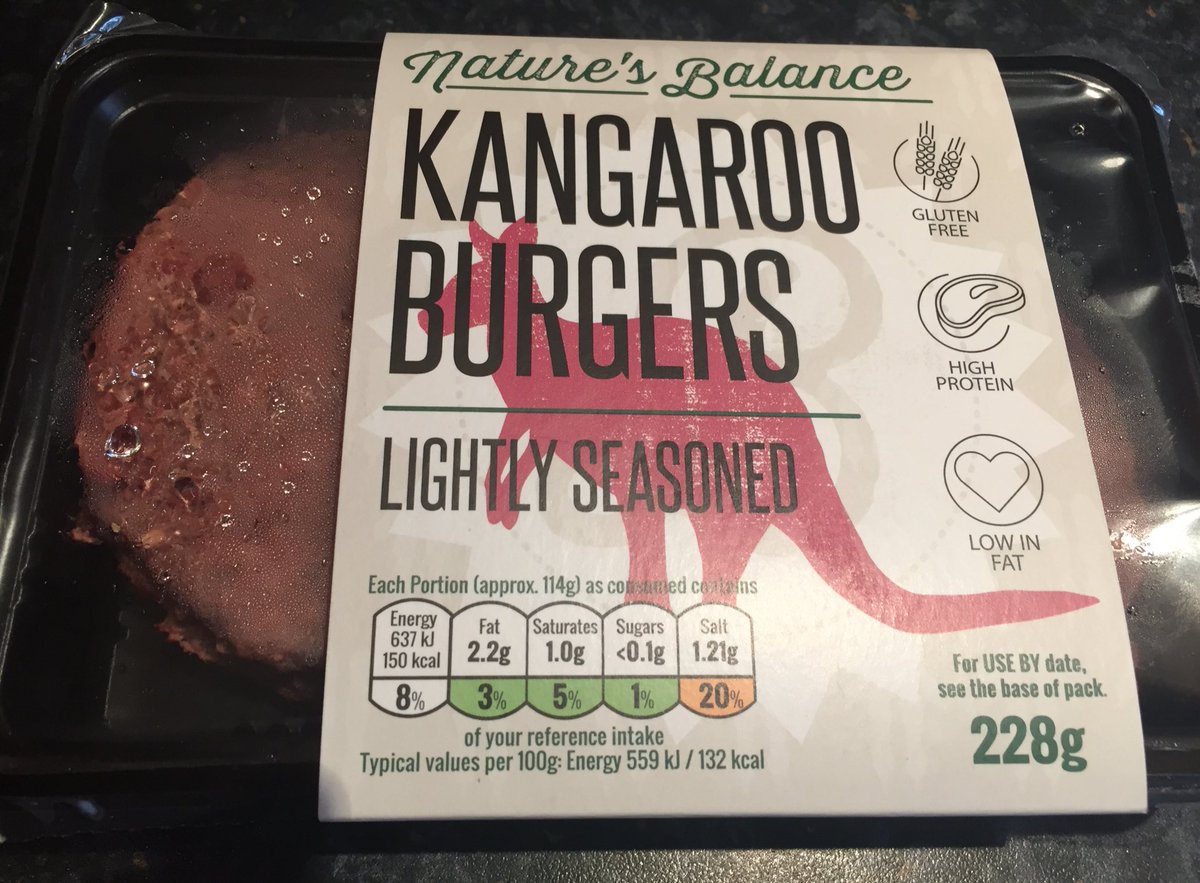 Nature's Balance
KANGAROO
BURGERS
LIGHTLY SEASONED
GLUTEN
FREE
HIGH
PROTEIN
LOW IN
FAT
Each Portion (approx. 114g) as consumed contains
Energy
637 kJ
150 kcal
8%
Fat
2.2g
3%
Saturates
1.0g
5%
Sugars
<0.1g
1%
Salt
1.21g
20%
of your reference intake
Typical values per 100g: Energy 559 kJ / 132 kcal
For USE BY date,
see the base of pack.
228g